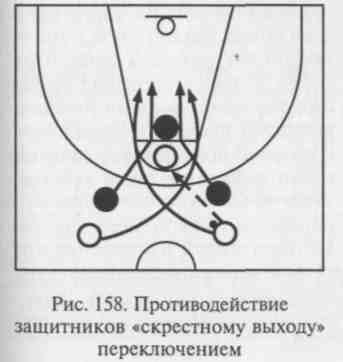 Рис. 158. Противодействие
защитников «скрестному выходу»
переключением